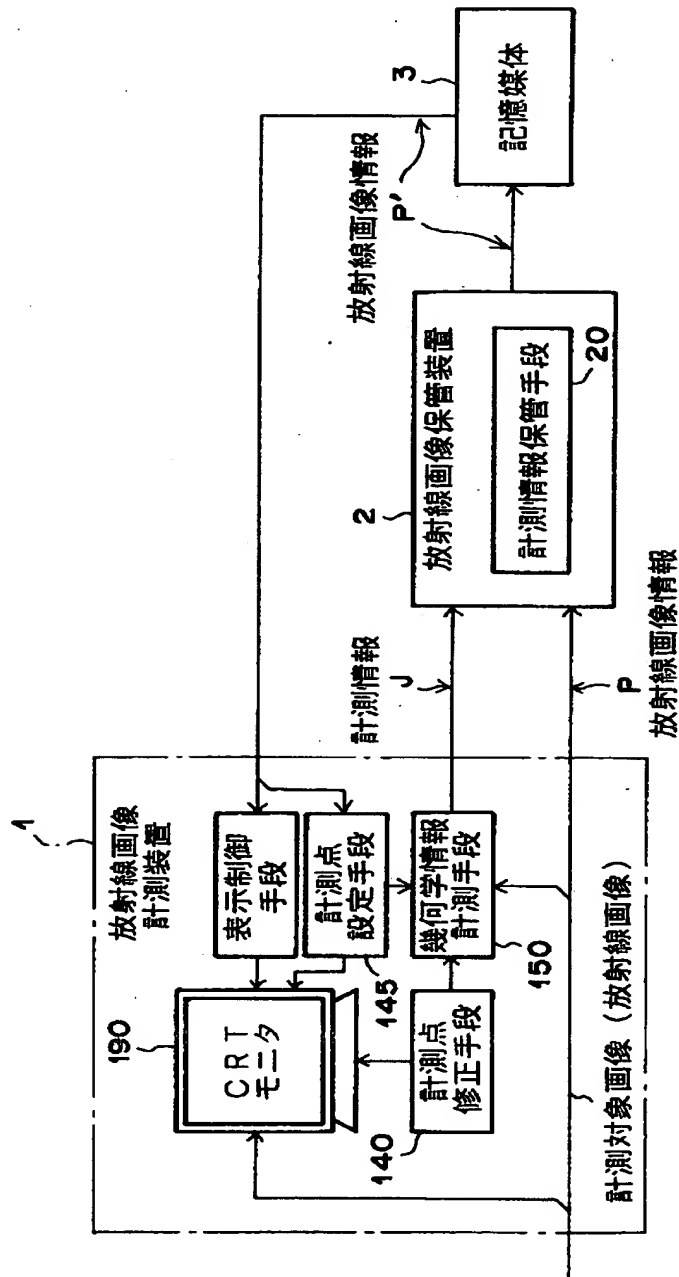 1
放射線画像
計測装置
190
CRT
モニタ
表示制御
手段
計測点
設定手段
145
計測点
修正手段
140
幾何学情報
計測手段
150
計測対象画像（放射線画像）
計測情報
J
P
放射線画像情報
2
放射線画像保管装置
計測情報保管手段
20
放射線画像情報
P'
3
記憶媒体